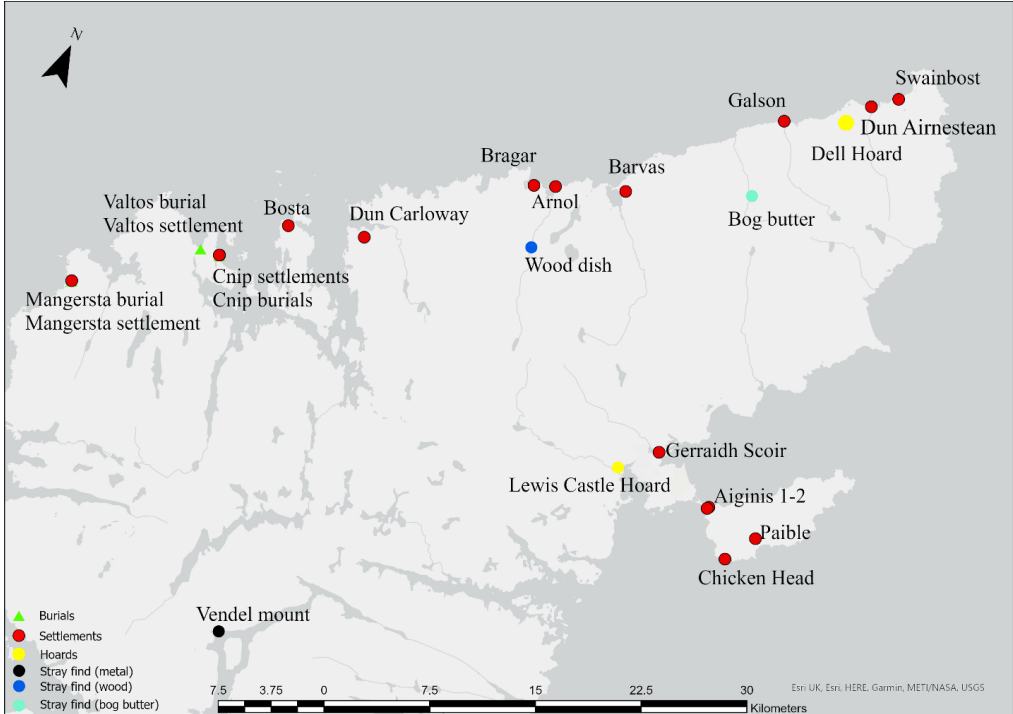 N
Swainbost
Galson
Dun Airnestean
Dell Hoard
Bragar
Barvas
Arnol
Valtos burial
Valtos settlement
Bosta
Dun Carloway
Bog butter
Wood dish
Cnip settlements
Cnip burials
Mangersta burial
Mangersta settlement
Gerraidh Scoir
Lewis Castle Hoard
Aiginis 1-2
Paible
Chicken Head
Vendel mount
Burials
Settlements
Hoards
Stray find (metal)
Stray find (wood)
Stray find (bog butter)
7.5 3.75 0 7.5 15 22.5 30
Kilometers
Esri UK, Esri, HERE, Garmin, METI/NASA, USGS